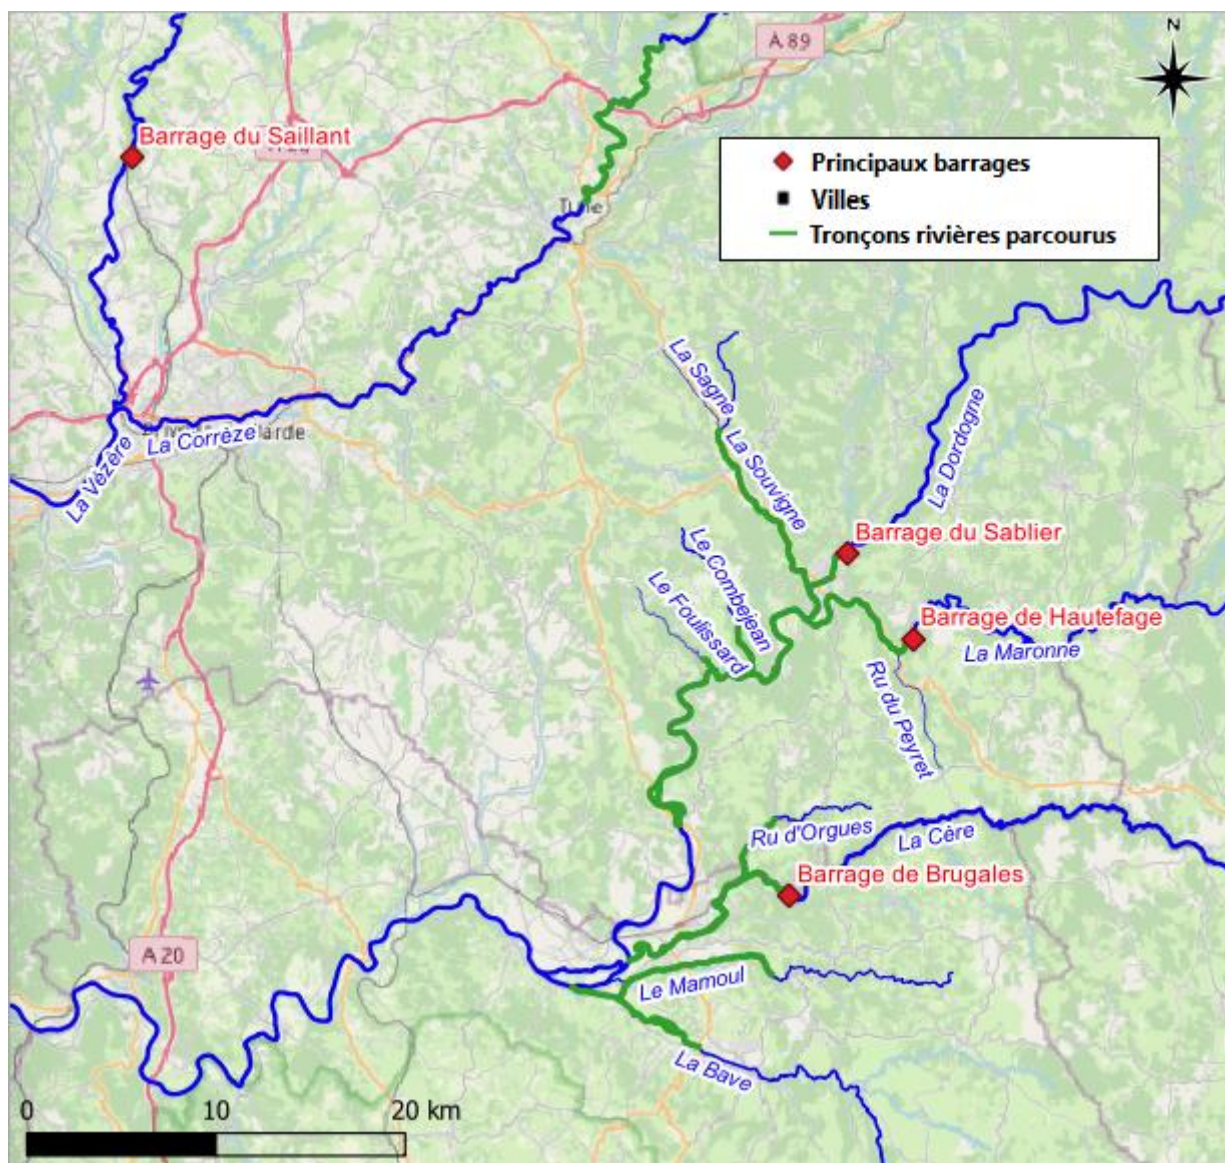 N
A 89
Barrage du Saillant
Principaux barrages
Villes
Tronçons rivières parcourus
Tulle
La Sagne
La Dordogne
La Corrèze
La Vézère
La Souvigne
Barrage du Sablier
Le Combejean
Le Foulissard
Barrage de Hautefage
La Maronne
Ru du Peyret
Ru d'Orgues
La Cère
Barrage de Brugales
A 20
Le Mamoul
La Bave
0 10 20 km